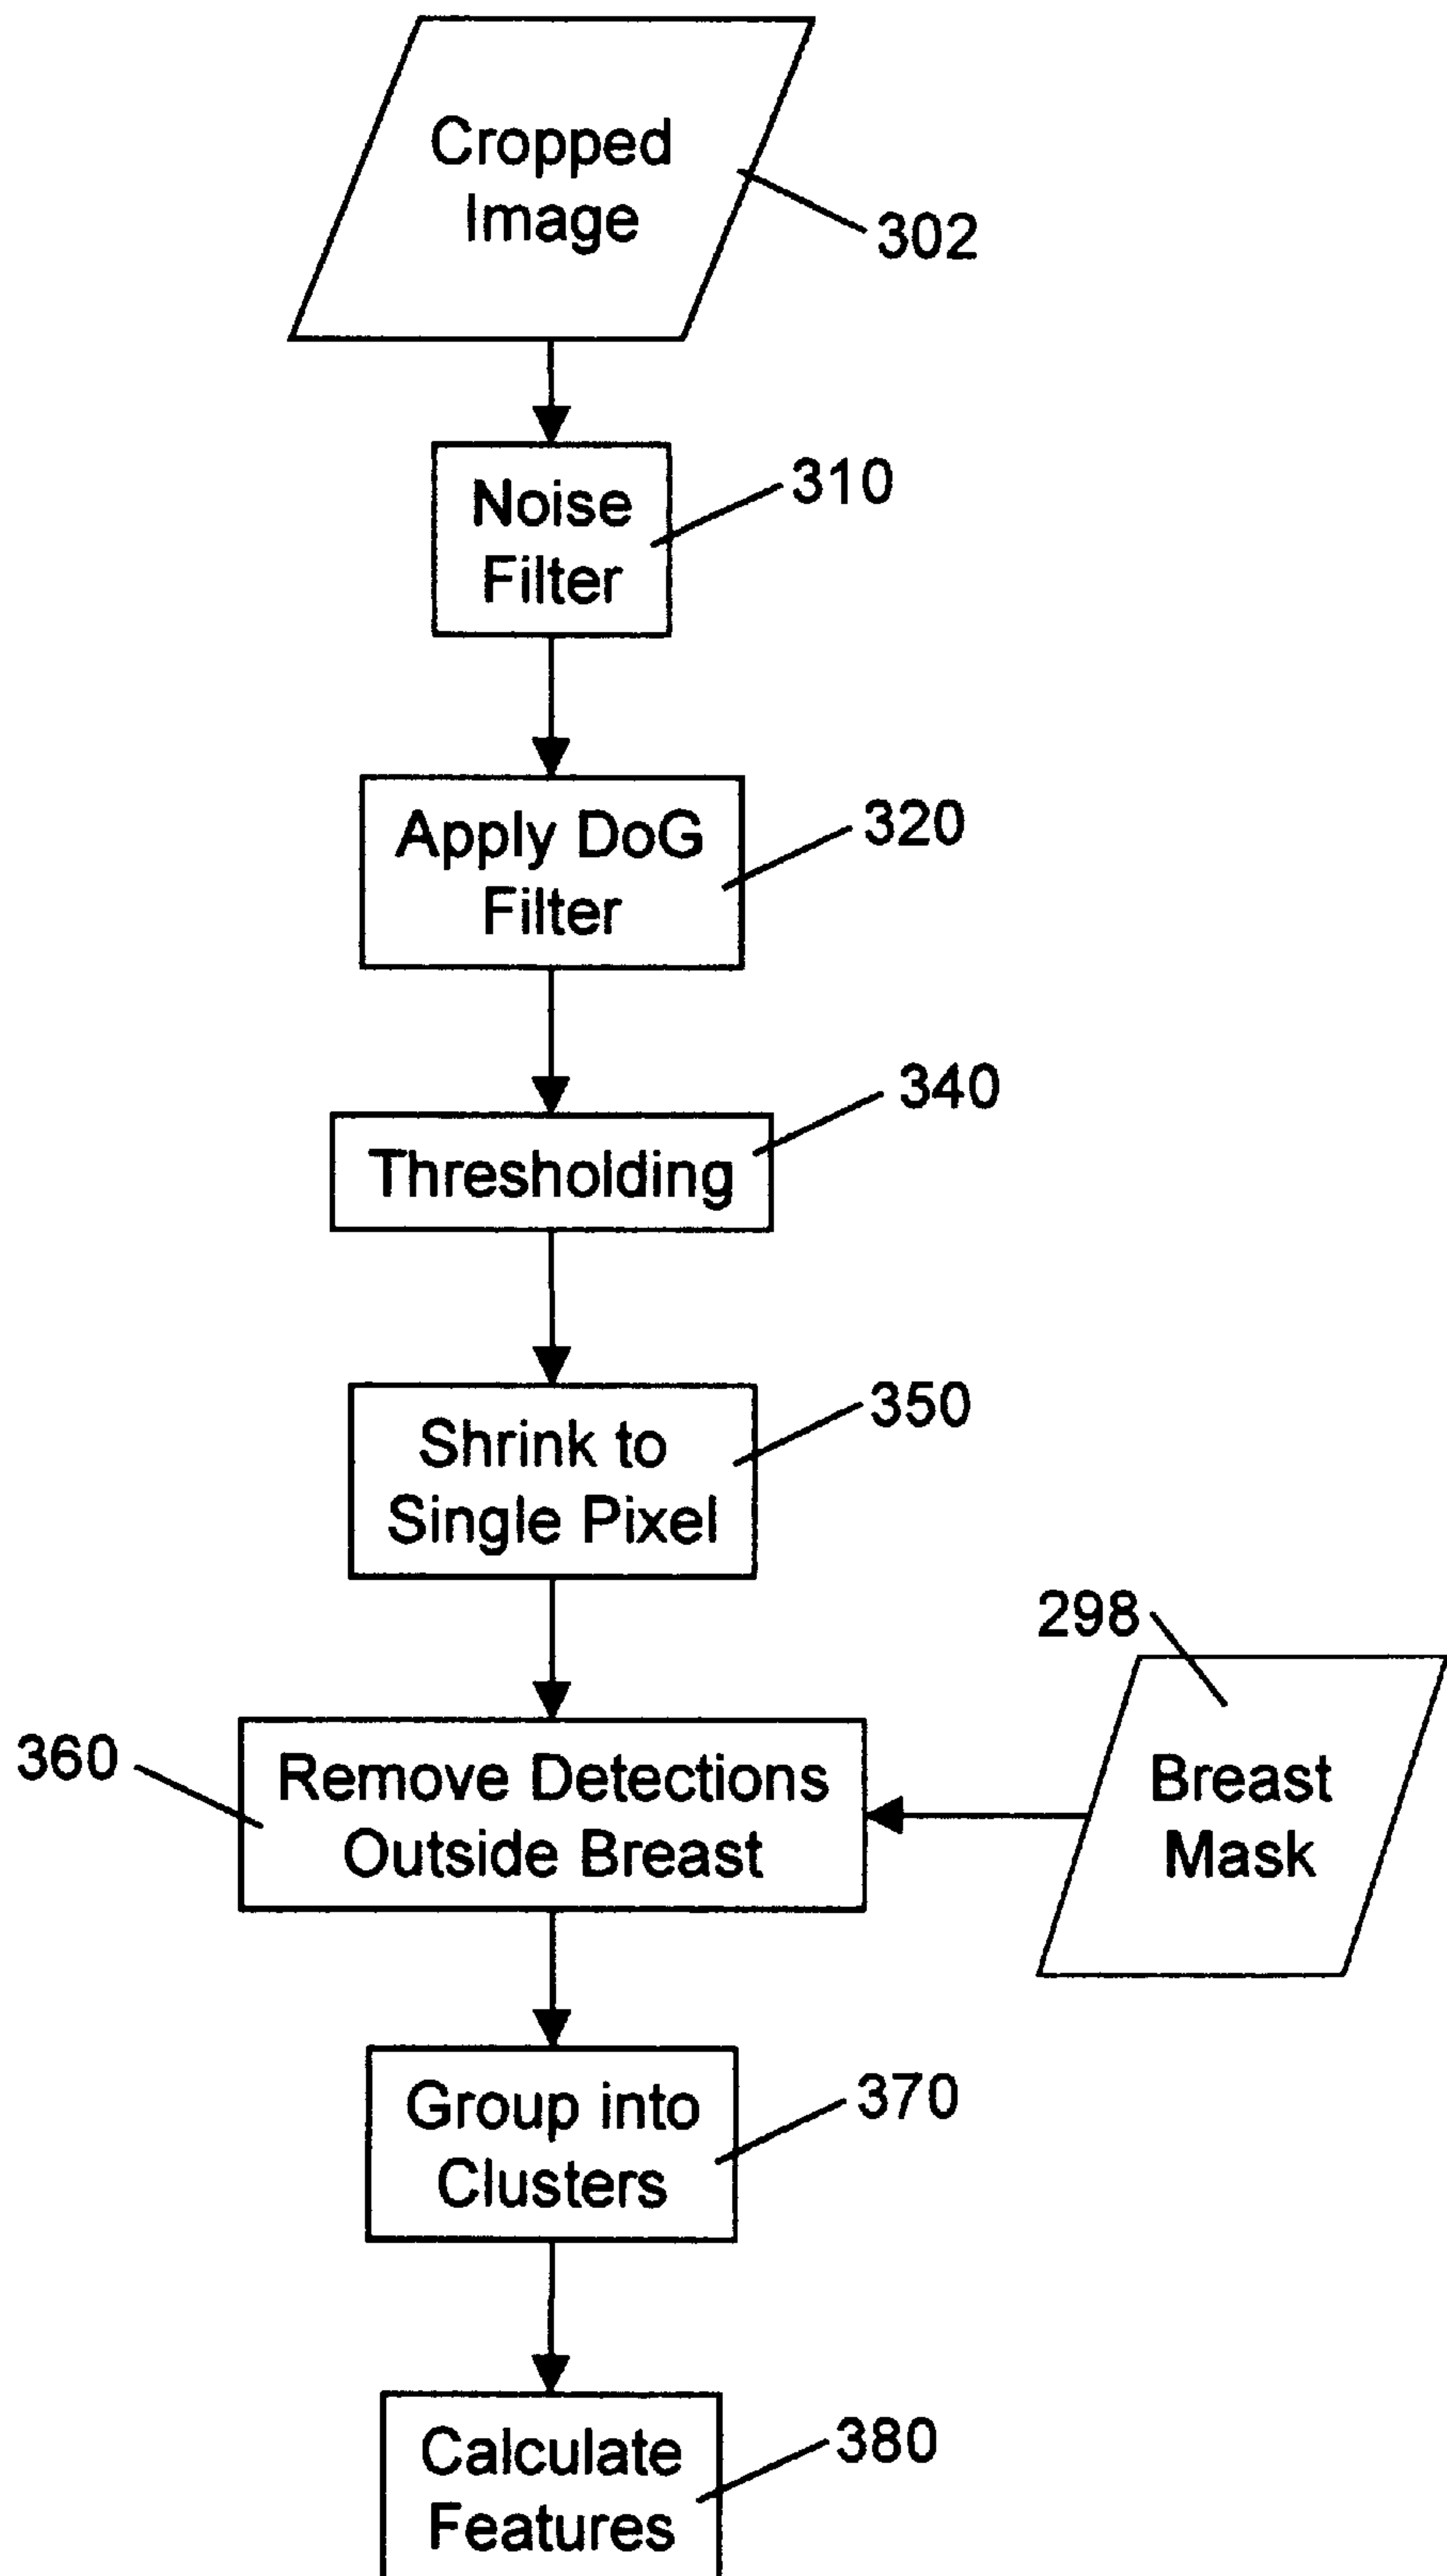 Cropped
Image
302
Noise
Filter
310
Apply DoG
Filter
320
Thresholding
340
Shrink to
Single Pixel
350
298
360
Remove Detections
Outside Breast
Breast
Mask
Group into
Clusters
370
Calculate
Features
380